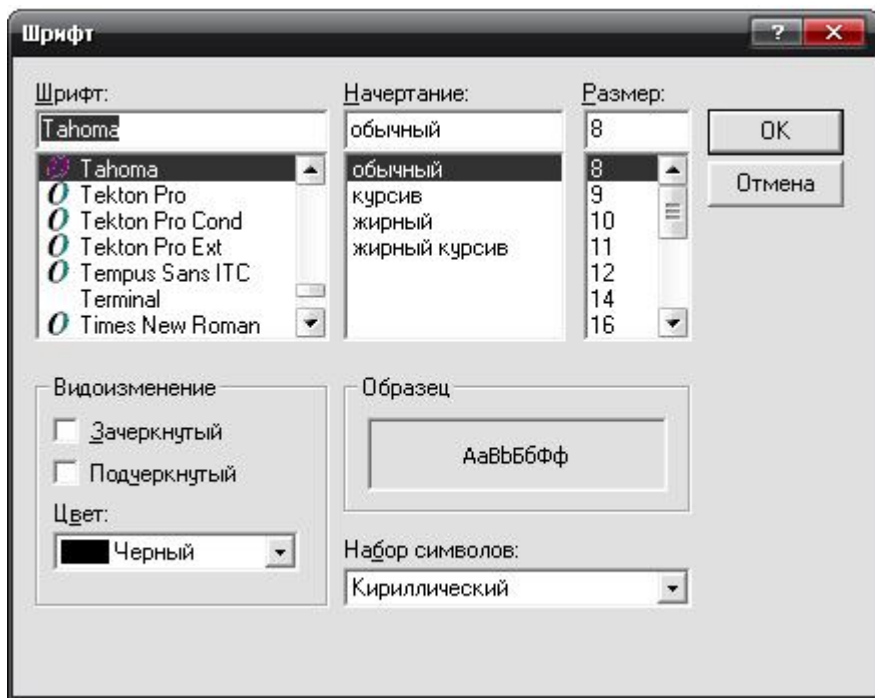 Шрифт
Шрифт:
Tahoma
Tahoma
Tekton Pro
Tekton Pro Cond
Tekton Pro Ext
Tempus Sans ITC
Terminal
Times New Roman
Начертание:
обычный
обычный
курсив
жирный
жирный курсив
Размер:
8
8
9
10
11
12
14
16
OK
Отмена
Видоизменение
Зачеркнутый
Подчеркнутый
Цвет:
Черный
Образец
АаBbБбФф
Набор символов:
Кириллический